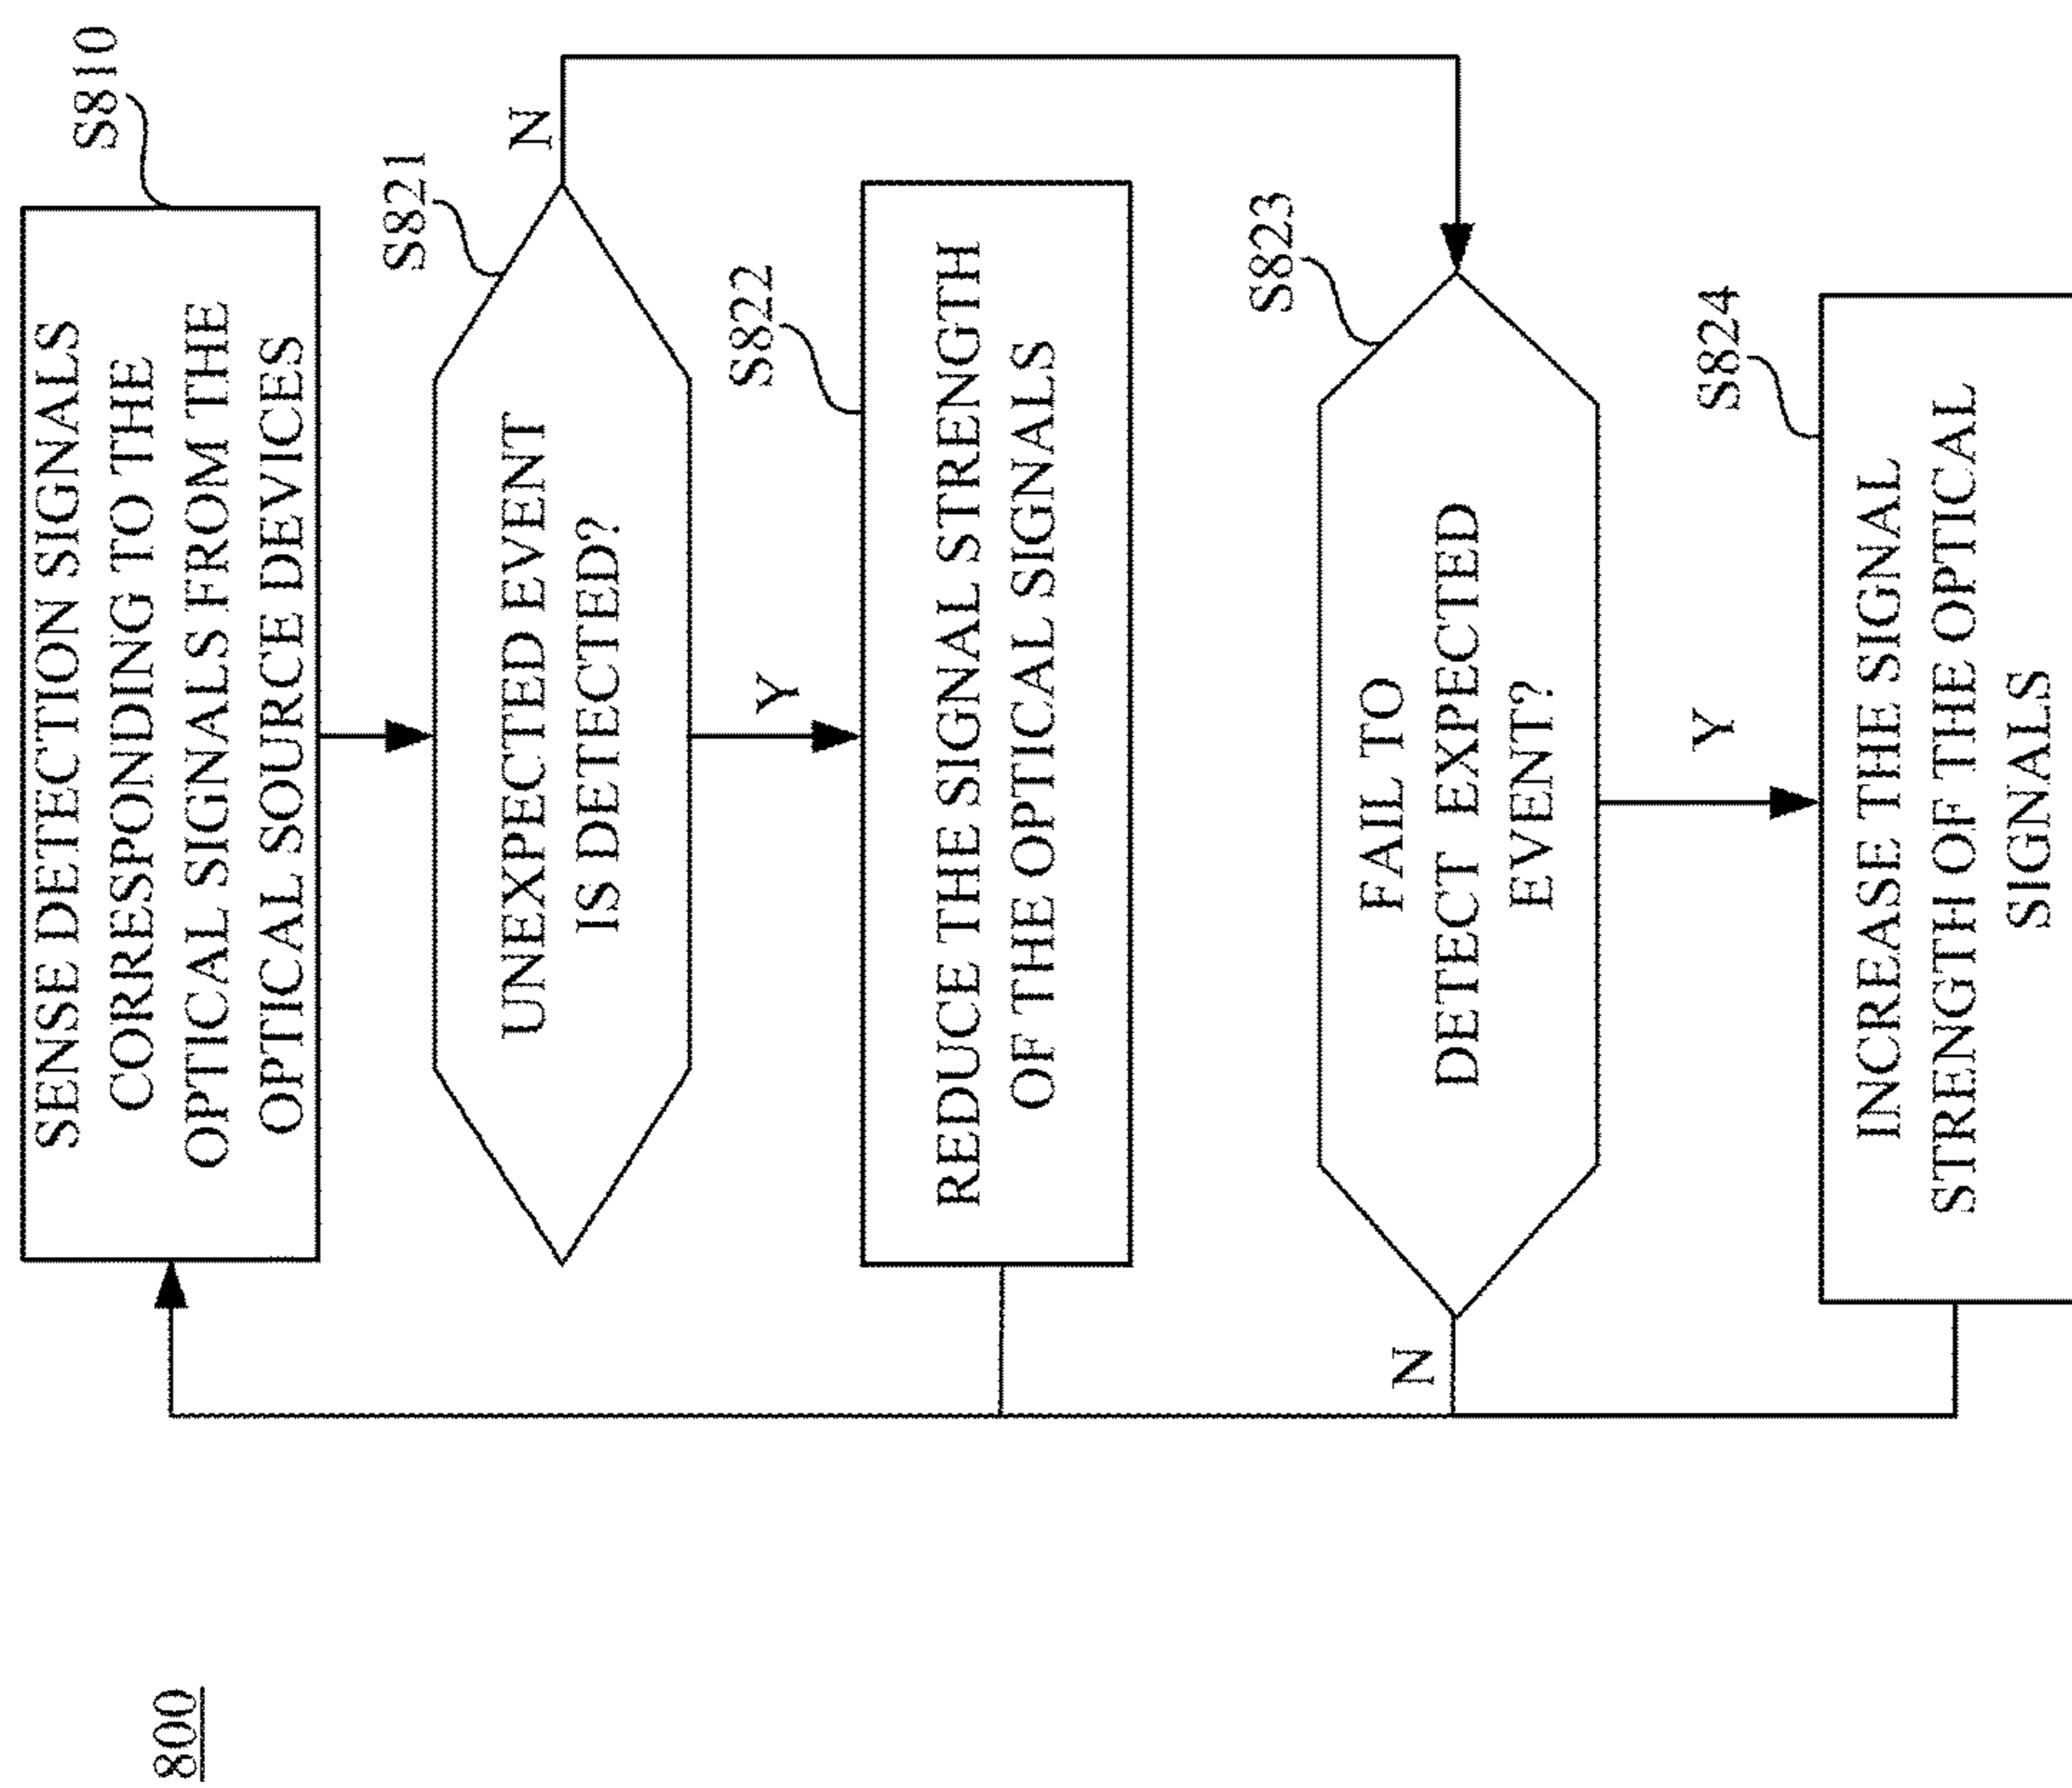 800
S810
SENSE DETECTION SIGNALS
CORRESPONDING TO THE
OPTICAL SIGNALS FROM THE
OPTICAL SOURCE DEVICES
S821
N
UNEXPECTED EVENT
IS DETECTED?
Y
S822
REDUCE THE SIGNAL STRENGTH
OF THE OPTICAL SIGNALS
S823
FAIL TO
DETECT EXPECTED
EVENT?
N
Y
S824
INCREASE THE SIGNAL
STRENGTH OF THE OPTICAL
SIGNALS